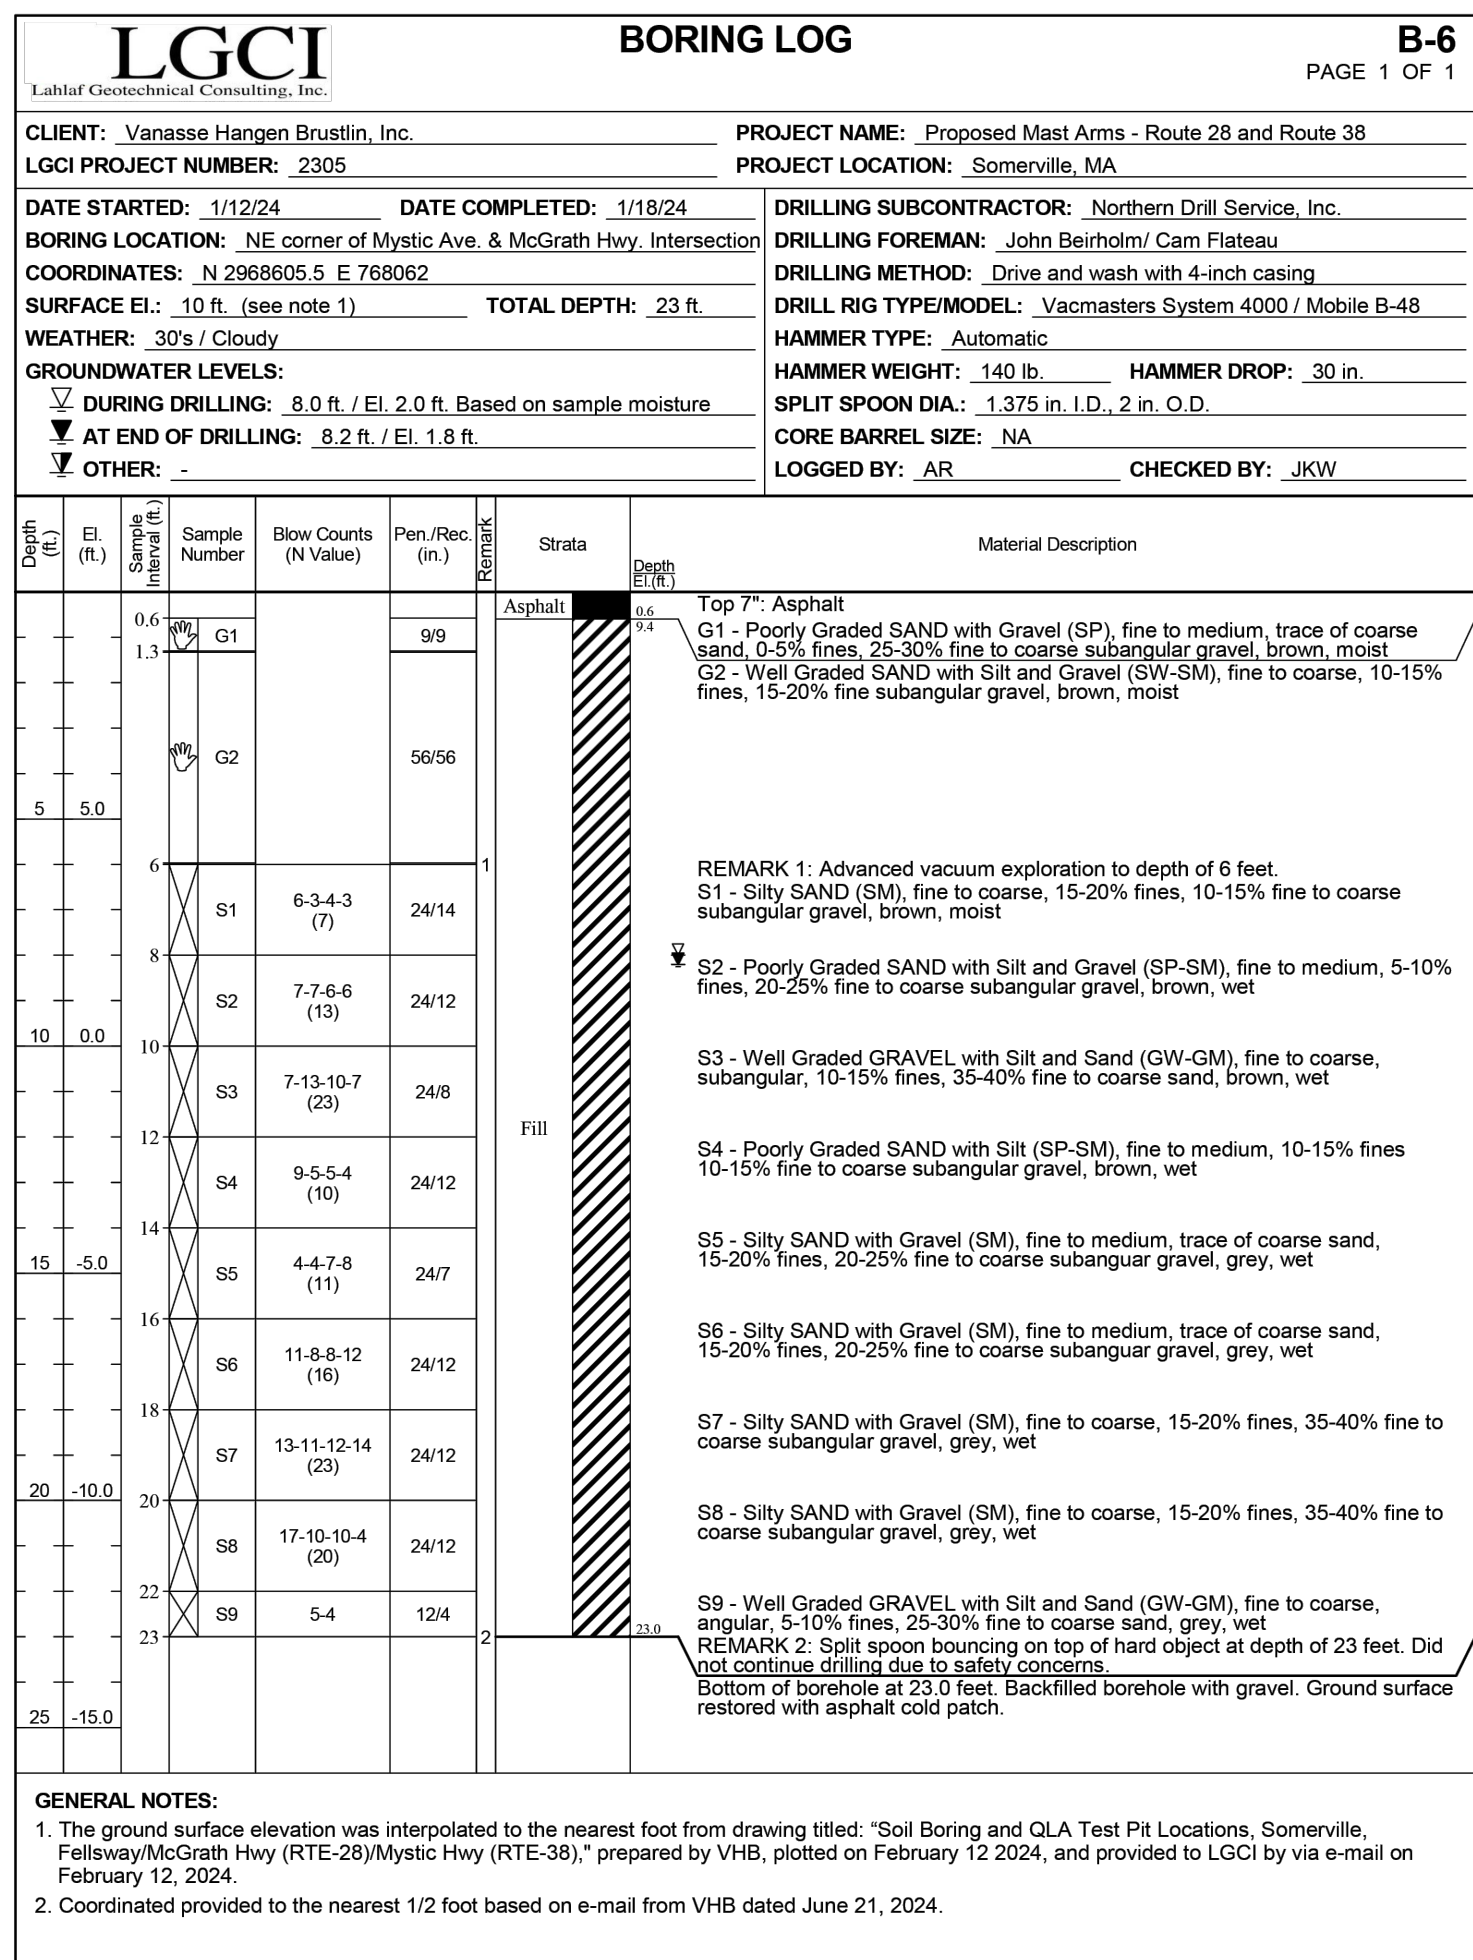 LGCI
Lahlaf Geotechnical Consulting, Inc.
BORING LOG
B-6
PAGE 1 OF 1
CLIENT: Vanasse Hangen Brustlin, Inc.
PROJECT NAME: Proposed Mast Arms - Route 28 and Route 38
LGCI PROJECT NUMBER: 2305
PROJECT LOCATION: Somerville, MA
DATE STARTED: 1/12/24 DATE COMPLETED: 1/18/24
BORING LOCATION: NE corner of Mystic Ave. & McGrath Hwy. Intersection
COORDINATES: N 2968605.5 E 768062
SURFACE El.: 10 ft. (see note 1) TOTAL DEPTH: 23 ft.
WEATHER: 30's / Cloudy
GROUNDWATER LEVELS:
DURING DRILLING: 8.0 ft. / El. 2.0 ft. Based on sample moisture
AT END OF DRILLING: 8.2 ft. / El. 1.8 ft.
OTHER: -
DRILLING SUBCONTRACTOR: Northern Drill Service, Inc.
DRILLING FOREMAN: John Beirholm/ Cam Flateau
DRILLING METHOD: Drive and wash with 4-inch casing
DRILL RIG TYPE/MODEL: Vacmasters System 4000 / Mobile B-48
HAMMER TYPE: Automatic
HAMMER WEIGHT: 140 lb. HAMMER DROP: 30 in.
SPLIT SPOON DIA.: 1.375 in. I.D., 2 in. O.D.
CORE BARREL SIZE: NA
LOGGED BY: AR CHECKED BY: JKW
Depth
(ft.)
El.
(ft.)
Sample
Interval (ft.)
Sample
Number
Blow Counts
(N Value)
Pen./Rec.
(in.)
Remark
Strata
Depth
El.(ft.)
Material Description
Asphalt
Top 7": Asphalt
0.6
0.6
9.4
G1
9/9
G1 - Poorly Graded SAND with Gravel (SP), fine to medium, trace of coarse
sand, 0-5% fines, 25-30% fine to coarse subangular gravel, brown, moist
1.3
G2 - Well Graded SAND with Silt and Gravel (SW-SM), fine to coarse, 10-15%
fines, 15-20% fine subangular gravel, brown, moist
G2
56/56
5 5.0
6
1
REMARK 1: Advanced vacuum exploration to depth of 6 feet.
S1 - Silty SAND (SM), fine to coarse, 15-20% fines, 10-15% fine to coarse
subangular gravel, brown, moist
S1
6-3-4-3
(7)
24/14
8
S2 - Poorly Graded SAND with Silt and Gravel (SP-SM), fine to medium, 5-10%
fines, 20-25% fine to coarse subangular gravel, brown, wet
S2
7-7-6-6
(13)
24/12
10 0.0
10
S3 - Well Graded GRAVEL with Silt and Sand (GW-GM), fine to coarse,
subangular, 10-15% fines, 35-40% fine to coarse sand, brown, wet
S3
7-13-10-7
(23)
24/8
Fill
12
S4 - Poorly Graded SAND with Silt (SP-SM), fine to medium, 10-15% fines
10-15% fine to coarse subangular gravel, brown, wet
S4
9-5-5-4
(10)
24/12
14
S5 - Silty SAND with Gravel (SM), fine to medium, trace of coarse sand,
15-20% fines, 20-25% fine to coarse subanguar gravel, grey, wet
15 -5.0
S5
4-4-7-8
(11)
24/7
16
S6 - Silty SAND with Gravel (SM), fine to medium, trace of coarse sand,
15-20% fines, 20-25% fine to coarse subanguar gravel, grey, wet
S6
11-8-8-12
(16)
24/12
18
S7 - Silty SAND with Gravel (SM), fine to coarse, 15-20% fines, 35-40% fine to
coarse subangular gravel, grey, wet
S7
13-11-12-14
(23)
24/12
20 -10.0
20
S8 - Silty SAND with Gravel (SM), fine to coarse, 15-20% fines, 35-40% fine to
coarse subangular gravel, grey, wet
S8
17-10-10-4
(20)
24/12
22
S9 - Well Graded GRAVEL with Silt and Sand (GW-GM), fine to coarse,
angular, 5-10% fines, 25-30% fine to coarse sand, grey, wet
S9
5-4
12/4
23
2
23.0
REMARK 2: Split spoon bouncing on top of hard object at depth of 23 feet. Did
not continue drilling due to safety concerns.
Bottom of borehole at 23.0 feet. Backfilled borehole with gravel. Ground surface
restored with asphalt cold patch.
25 -15.0
GENERAL NOTES:
1. The ground surface elevation was interpolated to the nearest foot from drawing titled: “Soil Boring and QLA Test Pit Locations, Somerville,
Fellsway/McGrath Hwy (RTE-28)/Mystic Hwy (RTE-38)," prepared by VHB, plotted on February 12 2024, and provided to LGCI by via e-mail on
February 12, 2024.
2. Coordinated provided to the nearest 1/2 foot based on e-mail from VHB dated June 21, 2024.